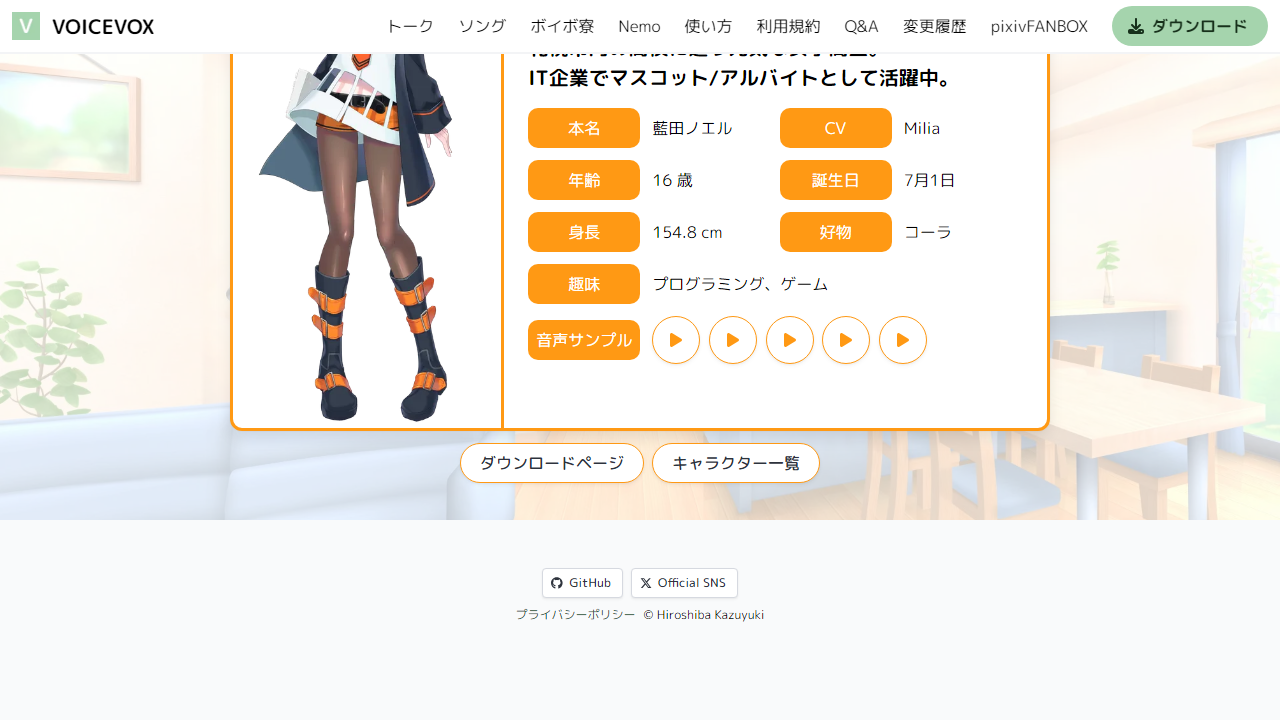 V VOICEVOX トーク ソング ボイボ寮 Nemo 使い方 利用規約 Q&A 変更履歴 pixivFANBOX ダウンロード
IT企業でマスコット/アルバイトとして活躍中。
本名 藍田ノエル CV Milia
年齢 16 歳 誕生日 7月1日
身長 154.8 cm 好物 コーラ
趣味 プログラミング、ゲーム
音声サンプル
ダウンロードページ キャラクター一覧
GitHub Official SNS
プライバシーポリシー © Hiroshiba Kazuyuki